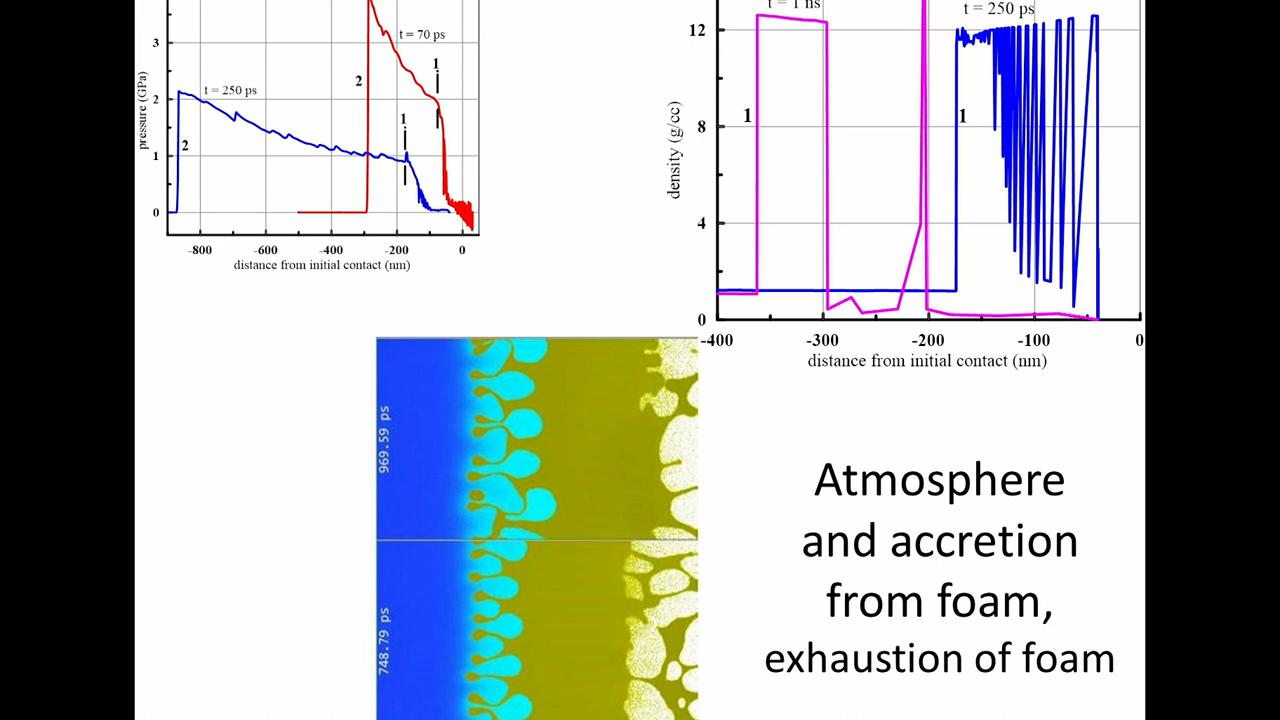 t = 1 ns
t = 250 ps
12
8
4
0
density (g/cc)
1
1
-400
-300
-200
-100
0
distance from initial contact (nm)
3
2
1
0
pressure (GPa)
t = 70 ps
t = 250 ps
1
2
1
2
-800
-600
-400
-200
0
distance from initial contact (nm)
969.59 ps
748.79 ps
Atmosphere
and accretion
from foam,
exhaustion of foam